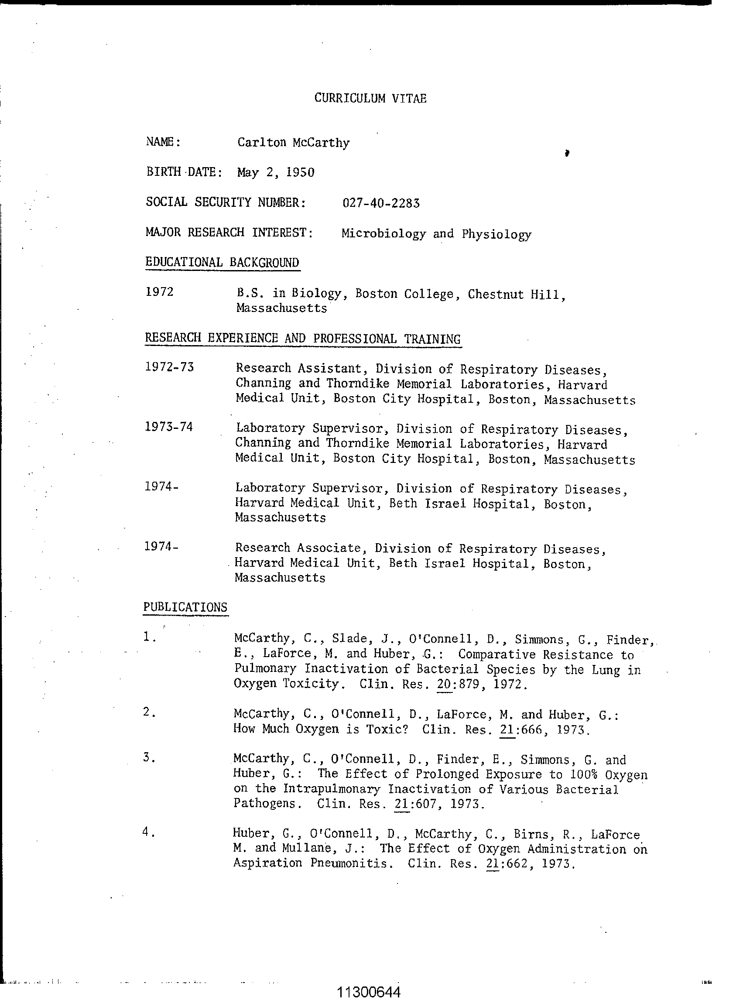 CURRICULUM VITAE
NAME: Carlton McCarthy
BIRTH DATE: May 2, 1950
SOCIAL SECURITY NUMBER: 027-40-2283
MAJOR RESEARCH INTEREST: Microbiology and Physiology
EDUCATIONAL BACKGROUND
1972 B.S. in Biology, Boston College, Chestnut Hill,
Massachusetts
RESEARCH EXPERIENCE AND PROFESSIONAL TRAINING
1972-73 Research Assistant, Division of Respiratory Diseases,
Channing and Thorndike Memorial Laboratories, Harvard
Medical Unit, Boston City Hospital, Boston, Massachusetts
1973-74 Laboratory Supervisor, Division of Respiratory Diseases,
Channing and Thorndike Memorial Laboratories, Harvard
Medical Unit, Boston City Hospital, Boston, Massachusetts
1974- Laboratory Supervisor, Division of Respiratory Diseases,
Harvard Medical Unit, Beth Israel Hospital, Boston,
Massachusetts
1974- Research Associate, Division of Respiratory Diseases,
Harvard Medical Unit, Beth Israel Hospital, Boston,
Massachusetts
PUBLICATIONS
1. McCarthy, C., Slade, J., O'Connell, D., Simmons, G., Finder,
E., LaForce, M. and Huber, G.: Comparative Resistance to
Pulmonary Inactivation of Bacterial Species by the Lung in
Oxygen Toxicity. Clin. Res. 20:879, 1972.
2. McCarthy, C., O'Connell, D., LaForce, M. and Huber, G.:
How Much Oxygen is Toxic? Clin. Res. 21:666, 1973.
3. McCarthy, C., O'Connell, D., Finder, E., Simmons, G. and
Huber, G.: The Effect of Prolonged Exposure to 100% Oxygen
on the Intrapulmonary Inactivation of Various Bacterial
Pathogens. Clin. Res. 21:607, 1973.
4. Huber, G., O'Connell, D., McCarthy, C., Birns, R., LaForce
M. and Mullane, J.: The Effect of Oxygen Administration on
Aspiration Pneumonitis. Clin. Res. 21:662, 1973.
11300644